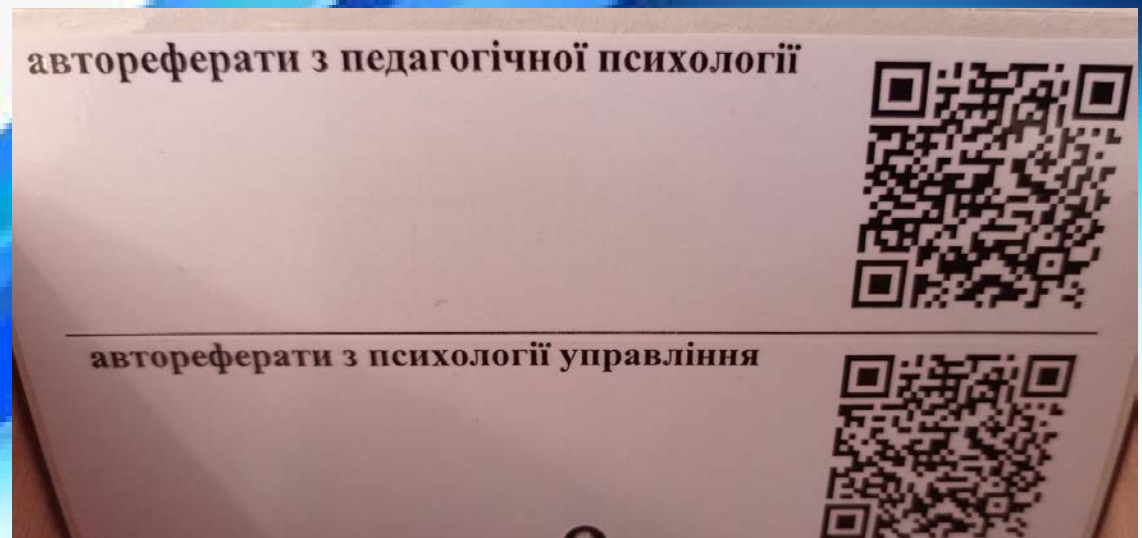 автореферати з педагогічної психології
автореферати з психології управління